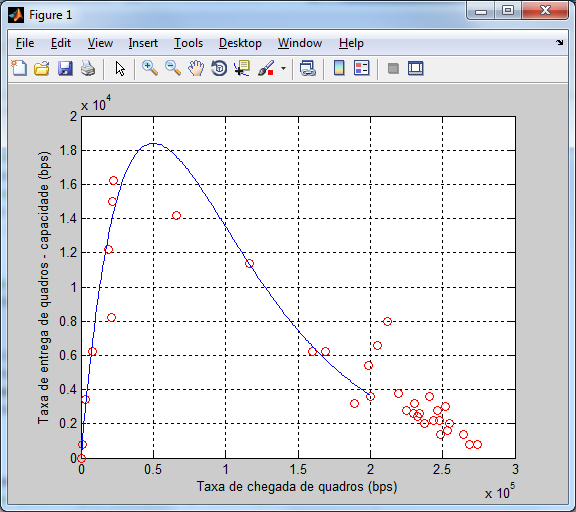 Figure 1
File Edit View Insert Tools Desktop Window Help
x 10^4
2
1.8
1.6
1.4
1.2
1
0.8
0.6
0.4
0.2
0
Taxa de entrega de quadros - capacidade (bps)
0 0.5 1 1.5 2 2.5 3
Taxa de chegada de quadros (bps)
x 10^5